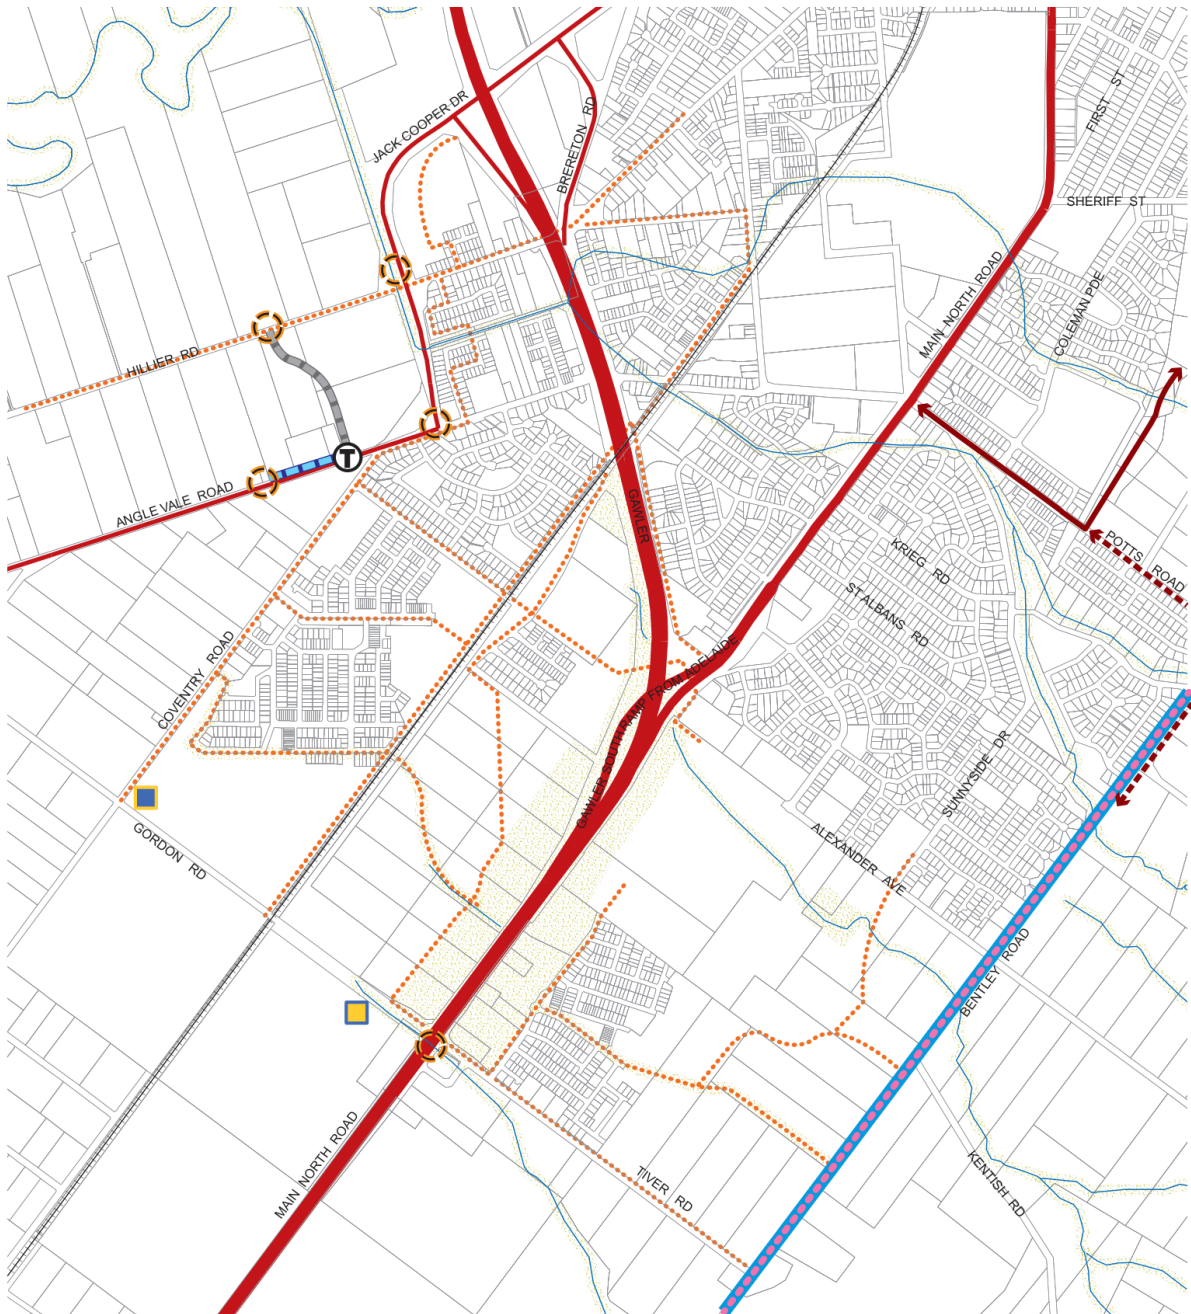 JACK COOPER DR
BRERETON RD
FIRST ST
SHERIFF ST
MAIN NORTH ROAD
COLEMAN PDE
HILLIER RD
T
ANGLE VALE ROAD
GAWLER
KRIEG RD
POTTS ROAD
ST ALBANS RD
COVENTRY ROAD
GAWLER SOUTH RAMP FROM ADELAIDE
SUNNYSIDE DR
GORDON RD
ALEXANDER AVE
BENTLEY ROAD
MAIN NORTH ROAD
TIVER RD
KENTISH RD